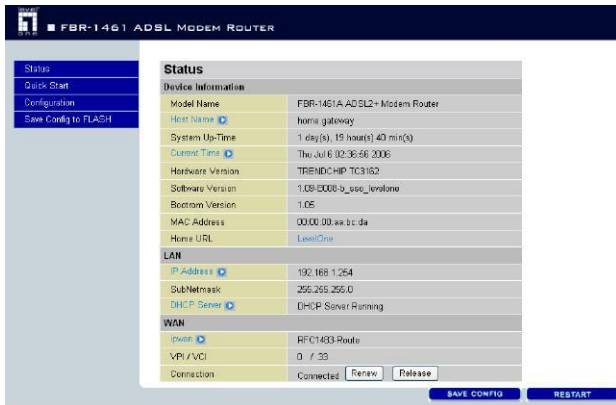 level
one
FBR-1461 ADSL Modem Router
Status
Quick Start
Configuration
Save Config to FLASH
Status
Device Information
Model Name FBR-1461A ADSL2+ Modem Router
Host Name home.gateway
System Up-Time 1 day(s), 19 hour(s) 40 min(s)
Current Time Thu Jul 6 02:36:56 2006
Hardware Version TRENDCHIP TC3162
Software Version
Bootrom Version 1.05
MAC Address 00:00:00:aa:bc:da
Home URL LevelOne
LAN
IP Address 192.168.1.254
SubNetmask 255.255.255.0
DHCP Server DHCP Server Running
WAN
ipwan RFC1483-Route
VPI / VCI 0 / 33
Connection Connected Renew Release
SAVE CONFIG RESTART